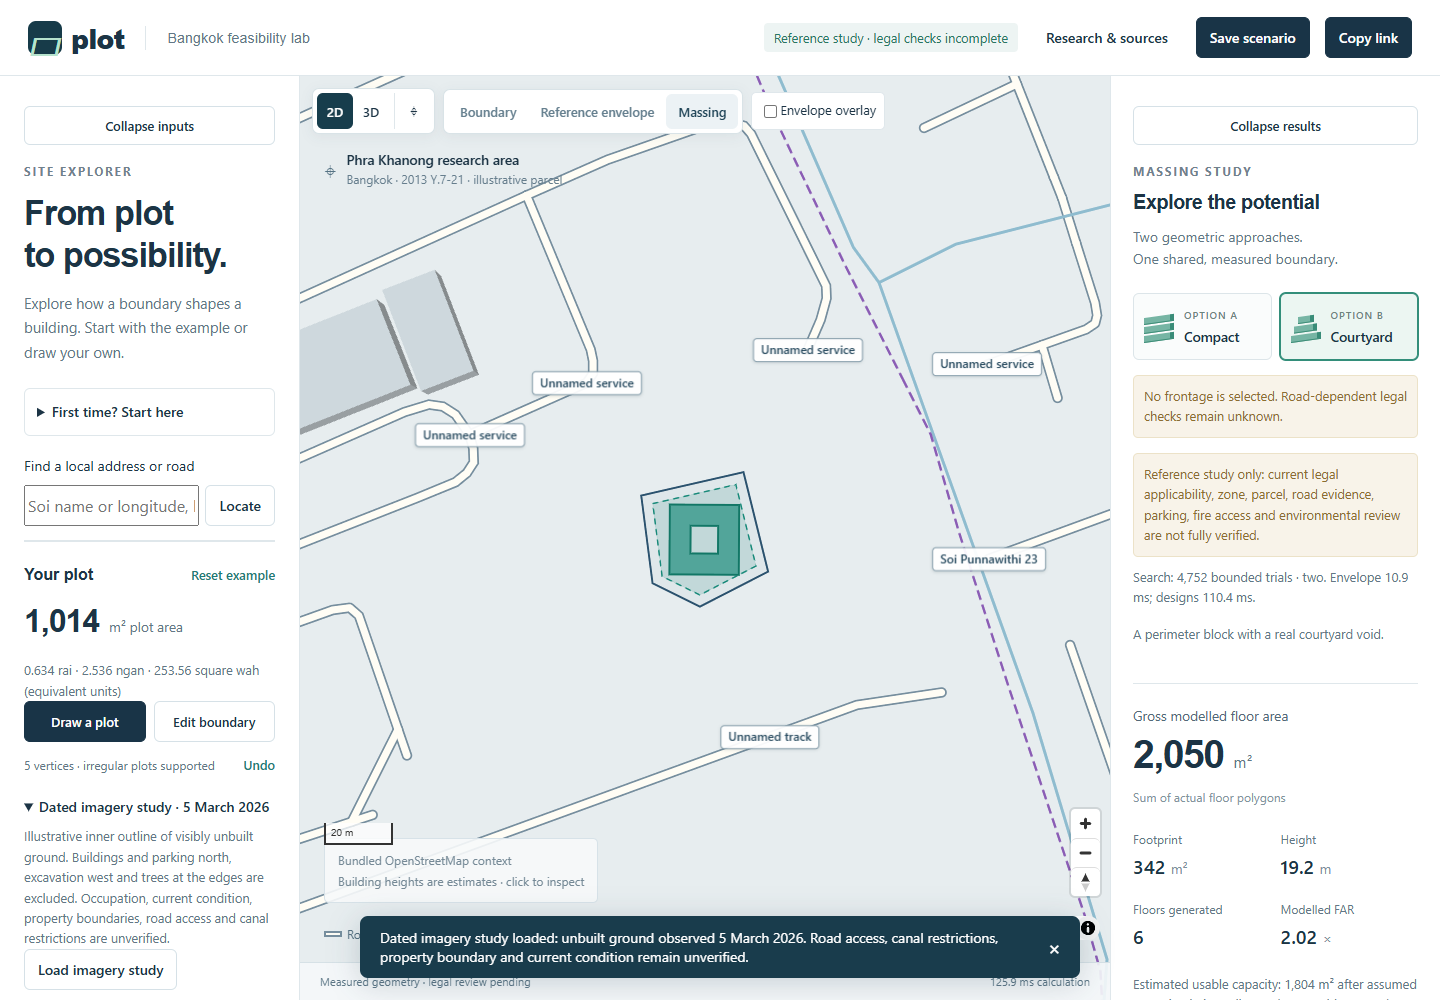 plot
Bangkok feasibility lab
Reference study · legal checks incomplete
Research & sources
Save scenario
Copy link
Collapse inputs
SITE EXPLORER
From plot
to possibility.
Explore how a boundary shapes a
building. Start with the example or
draw your own.
First time? Start here
Find a local address or road
Soi name or longitude, l
Locate
Your plot
Reset example
1,014 m² plot area
0.634 rai · 2.536 ngan · 253.56 square wah
(equivalent units)
Draw a plot
Edit boundary
5 vertices · irregular plots supported
Undo
Dated imagery study · 5 March 2026
Illustrative inner outline of visibly unbuilt
ground. Buildings and parking north,
excavation west and trees at the edges are
excluded. Occupation, current condition,
property boundaries, road access and canal
restrictions are unverified.
Load imagery study
2D
3D
Boundary
Reference envelope
Massing
Envelope overlay
Phra Khanong research area
Bangkok · 2013 Y.7-21 · illustrative parcel
Unnamed service
Unnamed service
Unnamed service
Unnamed service
Soi Punnawithi 23
Unnamed track
20 m
Bundled OpenStreetMap context
Building heights are estimates · click to inspect
Ro
Dated imagery study loaded: unbuilt ground observed 5 March 2026. Road access, canal restrictions,
property boundary and current condition remain unverified.
Measured geometry · legal review pending
125.9 ms calculation
Collapse results
MASSING STUDY
Explore the potential
Two geometric approaches.
One shared, measured boundary.
OPTION A
Compact
OPTION B
Courtyard
No frontage is selected. Road-dependent legal
checks remain unknown.
Reference study only: current legal
applicability, zone, parcel, road evidence,
parking, fire access and environmental review
are not fully verified.
Search: 4,752 bounded trials · two. Envelope 10.9
ms; designs 110.4 ms.
A perimeter block with a real courtyard void.
Gross modelled floor area
2,050 m²
Sum of actual floor polygons
Footprint
342 m²
Height
19.2 m
Floors generated
6
Modelled FAR
2.02 ×
Estimated usable capacity: 1,804 m² after assumed